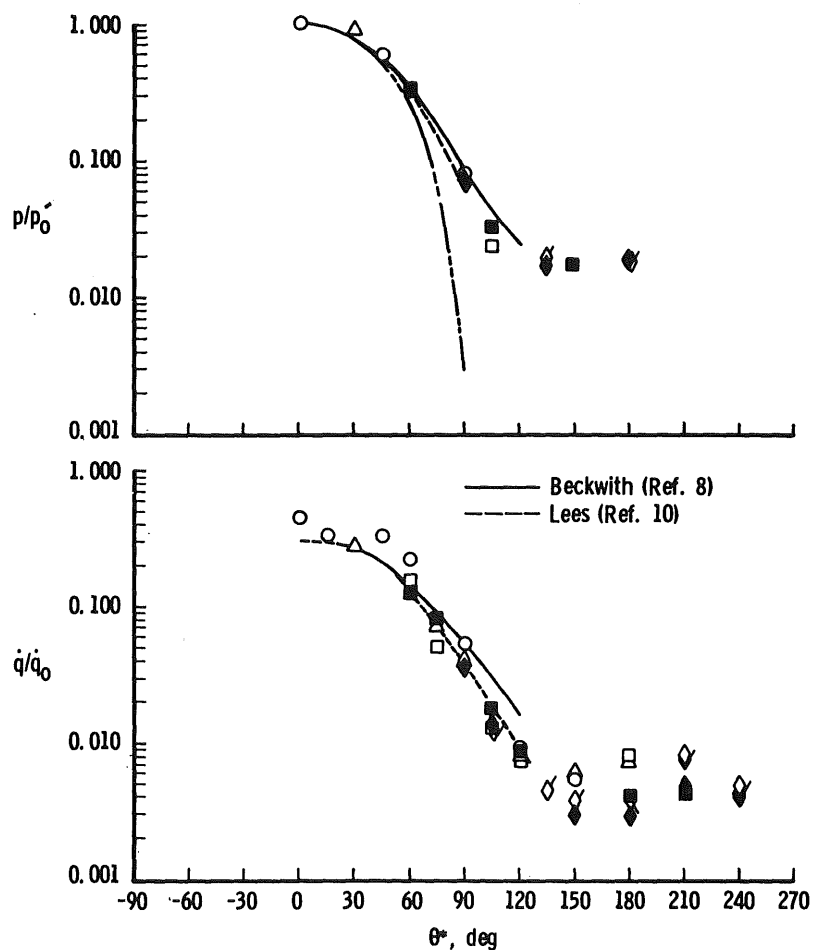 1.000
0.100
p/p₀′
0.010
0.001
1.000
Beckwith (Ref. 8)
Lees (Ref. 10)
0.100
q̇/q̇₀
0.010
0.001
-90 -60 -30 0 30 60 90 120 150 180 210 240 270
θ*, deg